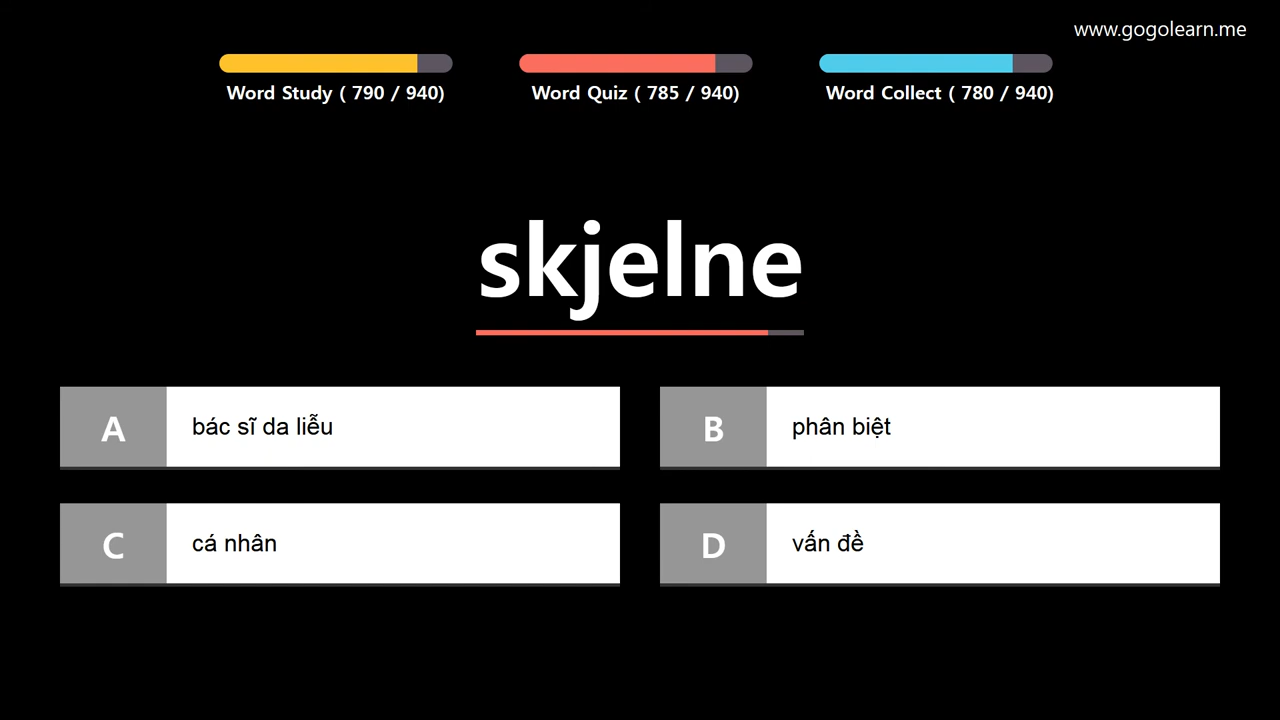 www.gogolearn.me
Word Study ( 790 / 940)
Word Quiz ( 785 / 940)
Word Collect ( 780 / 940)
skjelne
A
bác sĩ da liễu
B
phân biệt
C
cá nhân
D
vấn đề